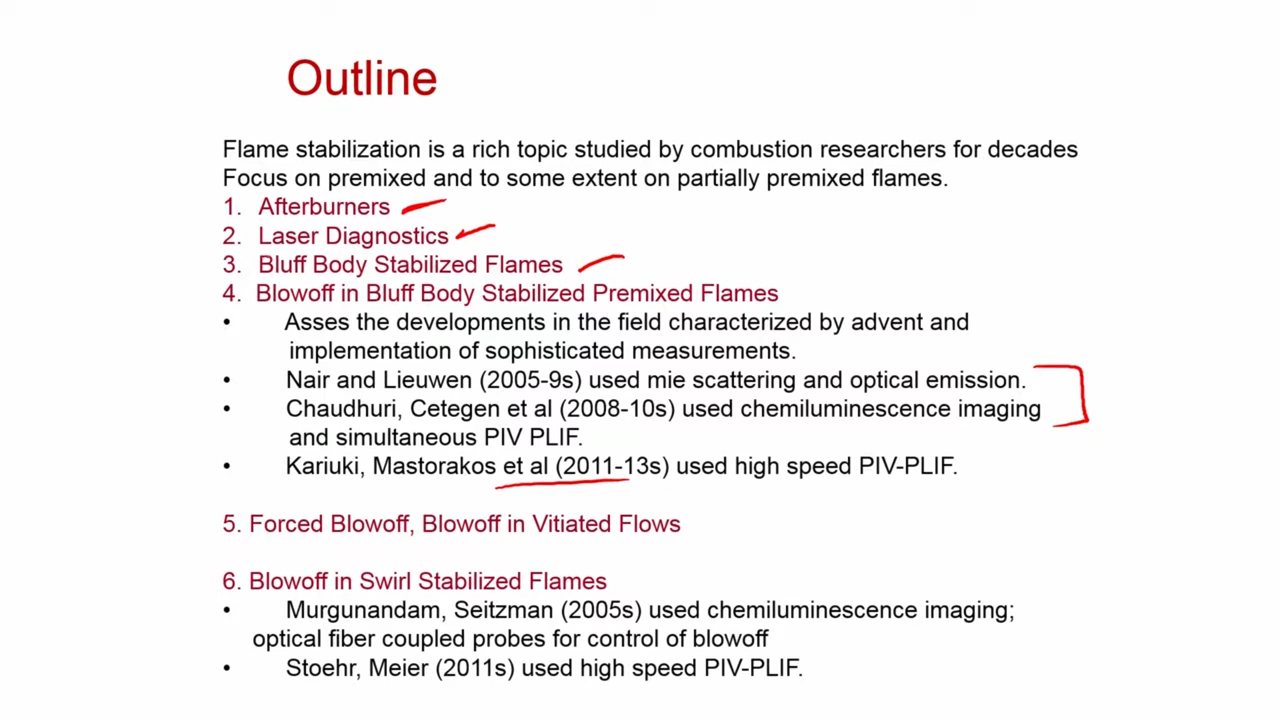 Outline
Flame stabilization is a rich topic studied by combustion researchers for decades
Focus on premixed and to some extent on partially premixed flames.
1. Afterburners
2. Laser Diagnostics
3. Bluff Body Stabilized Flames
4. Blowoff in Bluff Body Stabilized Premixed Flames
• Asses the developments in the field characterized by advent and
implementation of sophisticated measurements.
• Nair and Lieuwen (2005-9s) used mie scattering and optical emission.
• Chaudhuri, Cetegen et al (2008-10s) used chemiluminescence imaging
and simultaneous PIV PLIF.
• Kariuki, Mastorakos et al (2011-13s) used high speed PIV-PLIF.
5. Forced Blowoff, Blowoff in Vitiated Flows
6. Blowoff in Swirl Stabilized Flames
• Murgunandam, Seitzman (2005s) used chemiluminescence imaging;
optical fiber coupled probes for control of blowoff
• Stoehr, Meier (2011s) used high speed PIV-PLIF.